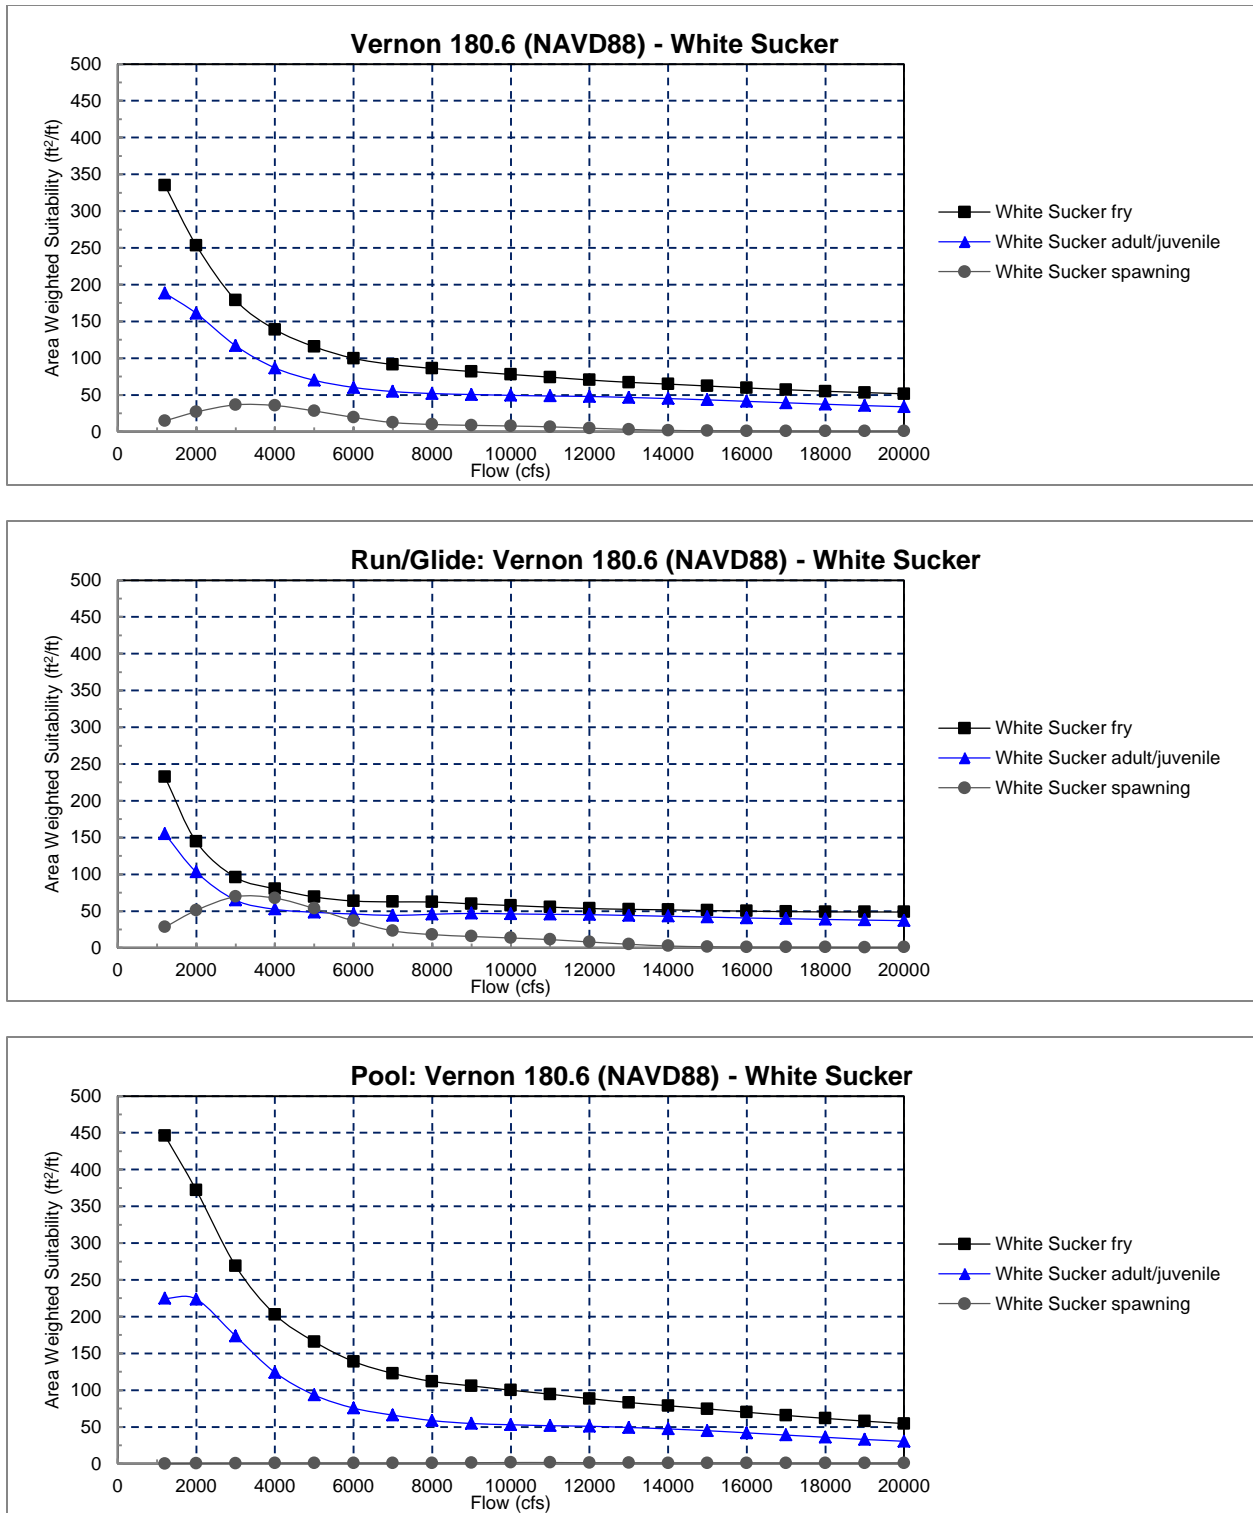 Vernon 180.6 (NAVD88) - White Sucker
Area Weighted Suitability (ft²/ft)
500
450
400
350
300
250
200
150
100
50
0
0 2000 4000 6000 8000 10000 12000 14000 16000 18000 20000
Flow (cfs)
White Sucker fry
White Sucker adult/juvenile
White Sucker spawning
Run/Glide: Vernon 180.6 (NAVD88) - White Sucker
Area Weighted Suitability (ft²/ft)
500
450
400
350
300
250
200
150
100
50
0
0 2000 4000 6000 8000 10000 12000 14000 16000 18000 20000
Flow (cfs)
White Sucker fry
White Sucker adult/juvenile
White Sucker spawning
Pool: Vernon 180.6 (NAVD88) - White Sucker
Area Weighted Suitability (ft²/ft)
500
450
400
350
300
250
200
150
100
50
0
0 2000 4000 6000 8000 10000 12000 14000 16000 18000 20000
Flow (cfs)
White Sucker fry
White Sucker adult/juvenile
White Sucker spawning